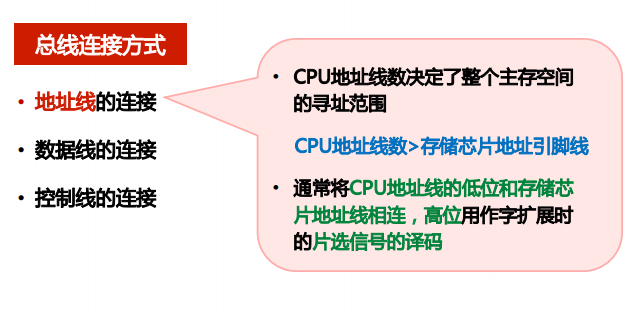 总线连接方式
• 地址线的连接
• 数据线的连接
• 控制线的连接
• CPU地址线数决定了整个主存空间
的寻址范围
CPU地址线数>存储芯片地址引脚线
• 通常将CPU地址线的低位和存储芯
片地址线相连，高位用作字扩展时
的片选信号的译码